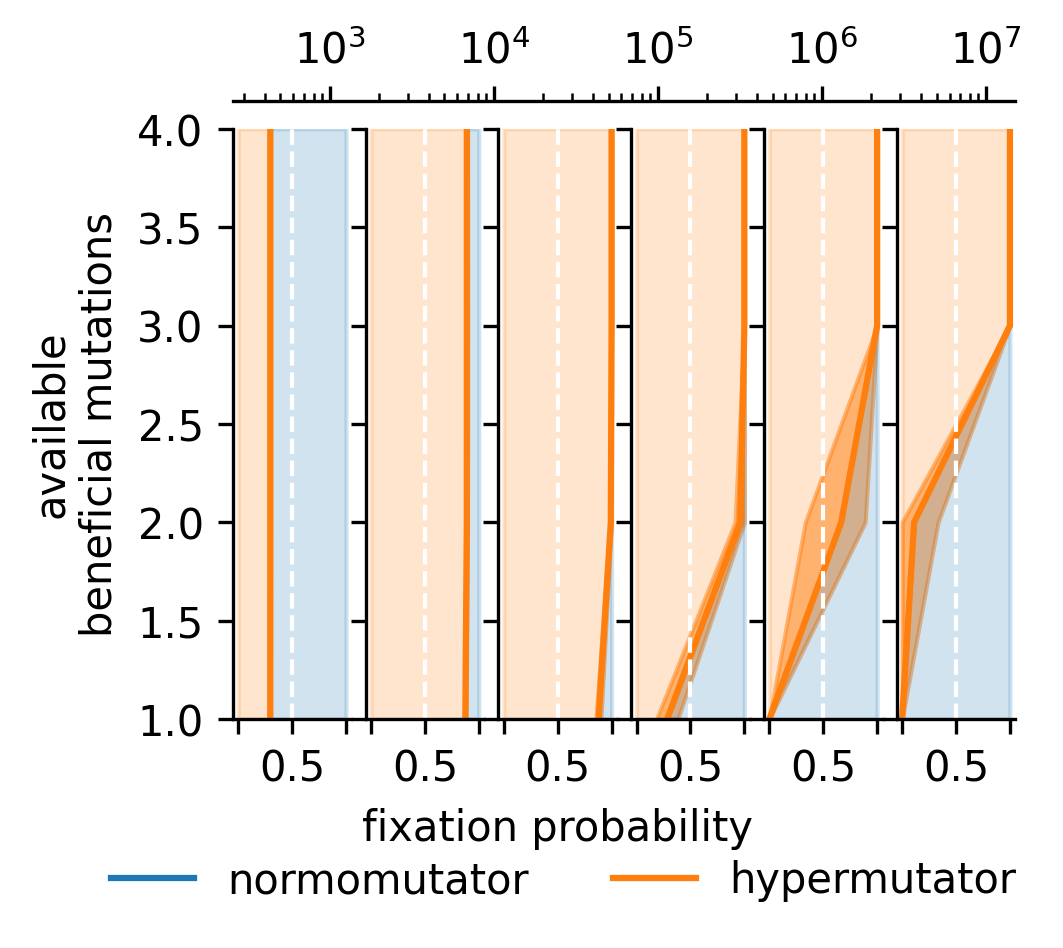 10³ 10⁴ 10⁵ 10⁶ 10⁷
4.0
3.5
3.0
2.5
2.0
1.5
1.0
available
beneficial mutations
0.5 0.5 0.5 0.5 0.5 0.5
fixation probability
normomutator hypermutator